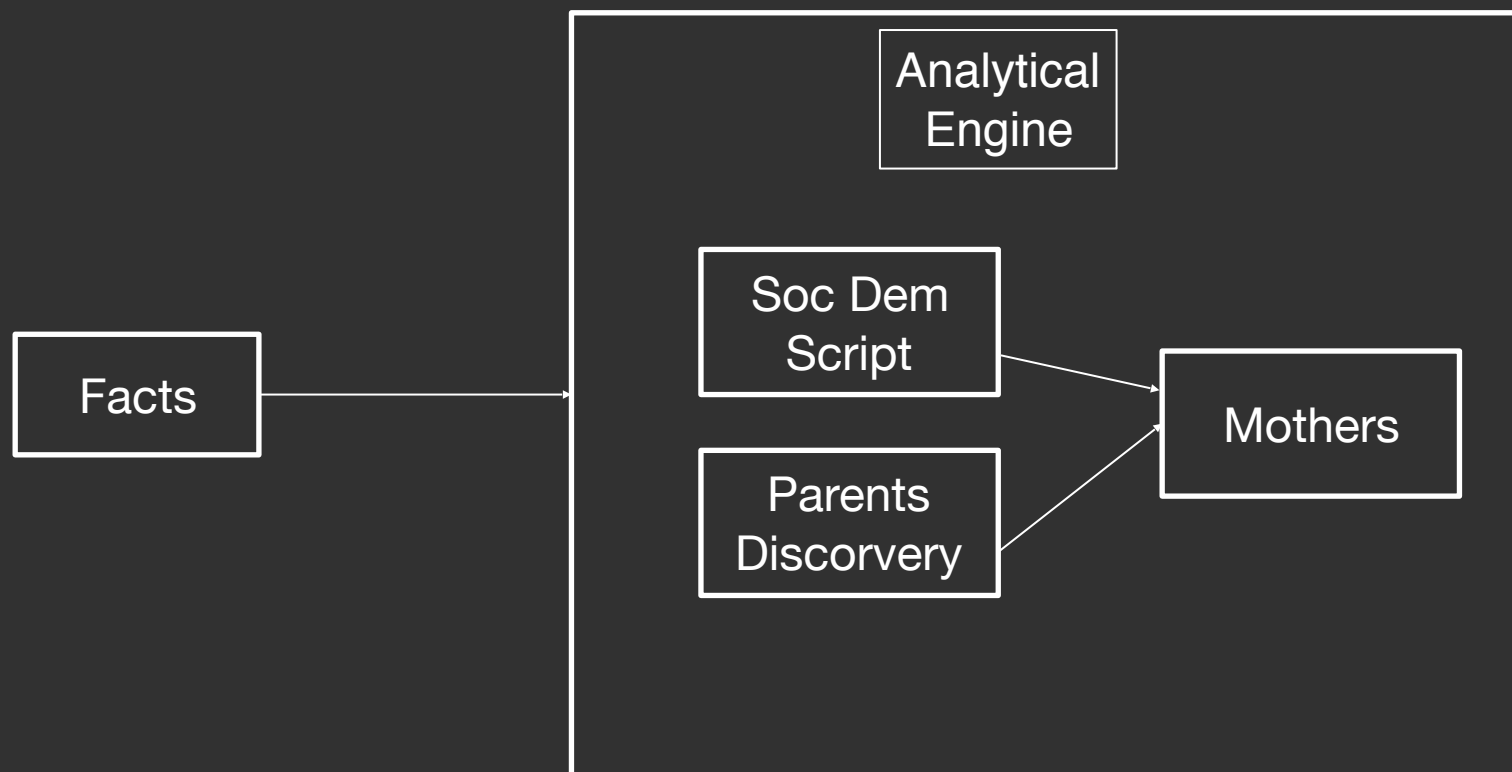 Analytical
Engine
Soc Dem
Script
Facts
Mothers
Parents
Discorvery